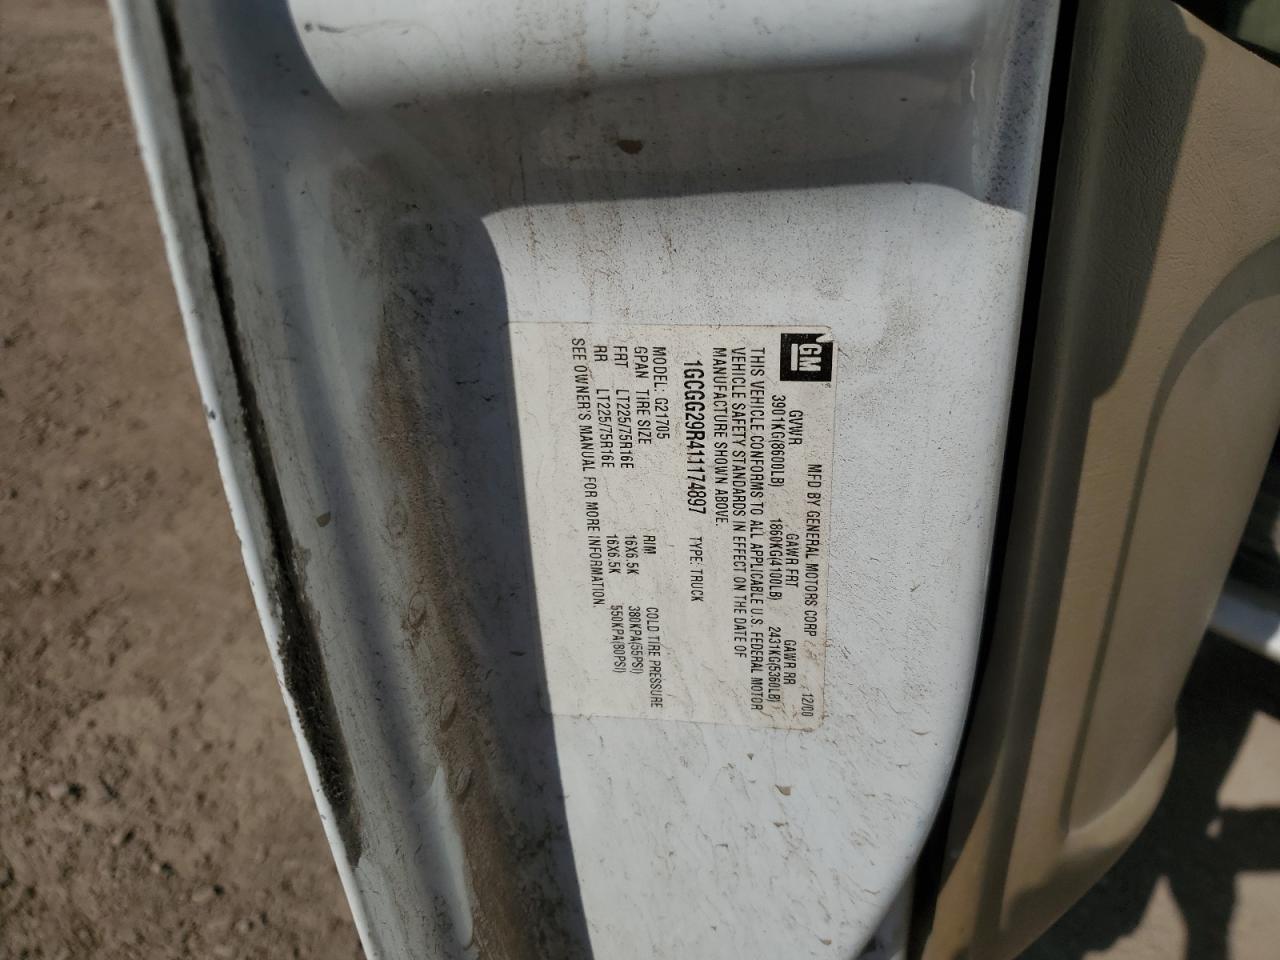 GM
MFD BY GENERAL MOTORS CORP 12/00
GVWR GAWR FRT GAWR RR
3901KG(8600LB) 1860KG(4100LB) 2431KG(5360LB)
THIS VEHICLE CONFORMS TO ALL APPLICABLE U.S. FEDERAL MOTOR
VEHICLE SAFETY STANDARDS IN EFFECT ON THE DATE OF
MANUFACTURE SHOWN ABOVE.
1GCGG29R411174897 TYPE: TRUCK
MODEL: G21705
GPAN TIRE SIZE RIM COLD TIRE PRESSURE
FRT LT225/75R16E 16X6.5K 380KPA(55PSI)
RR LT225/75R16E 16X6.5K 550KPA(80PSI)
SEE OWNER'S MANUAL FOR MORE INFORMATION.